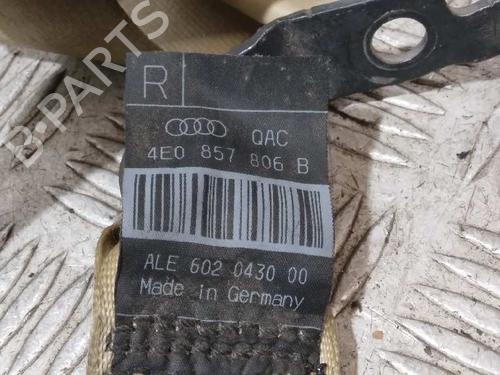 B-PARTS
R
QAC
4E0 857 806 B
ALE 602 0430 00
Made in Germany